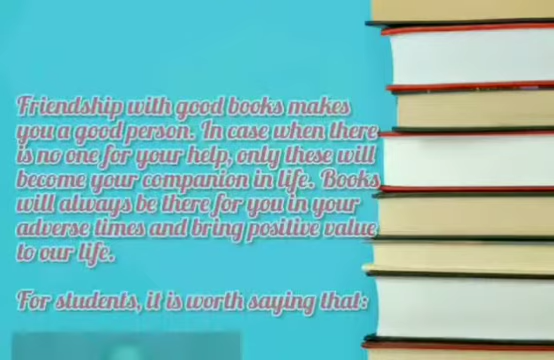 Friendship with good books makes
you a good person. In case when there
is no one for your help, only these will
become your companion in life. Books
will always be there for you in your
adverse times and bring positive value
to our life.
For students, it is worth saying that: